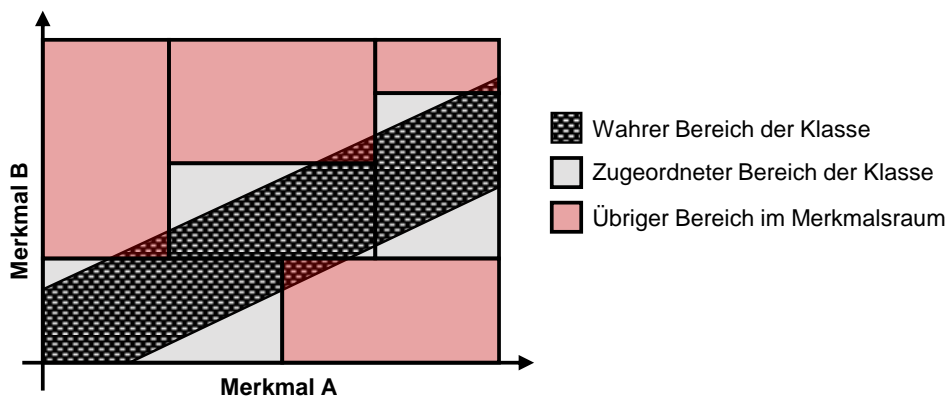 Merkmal B
Merkmal A
Wahrer Bereich der Klasse
Zugeordneter Bereich der Klasse
Übriger Bereich im Merkmalsraum